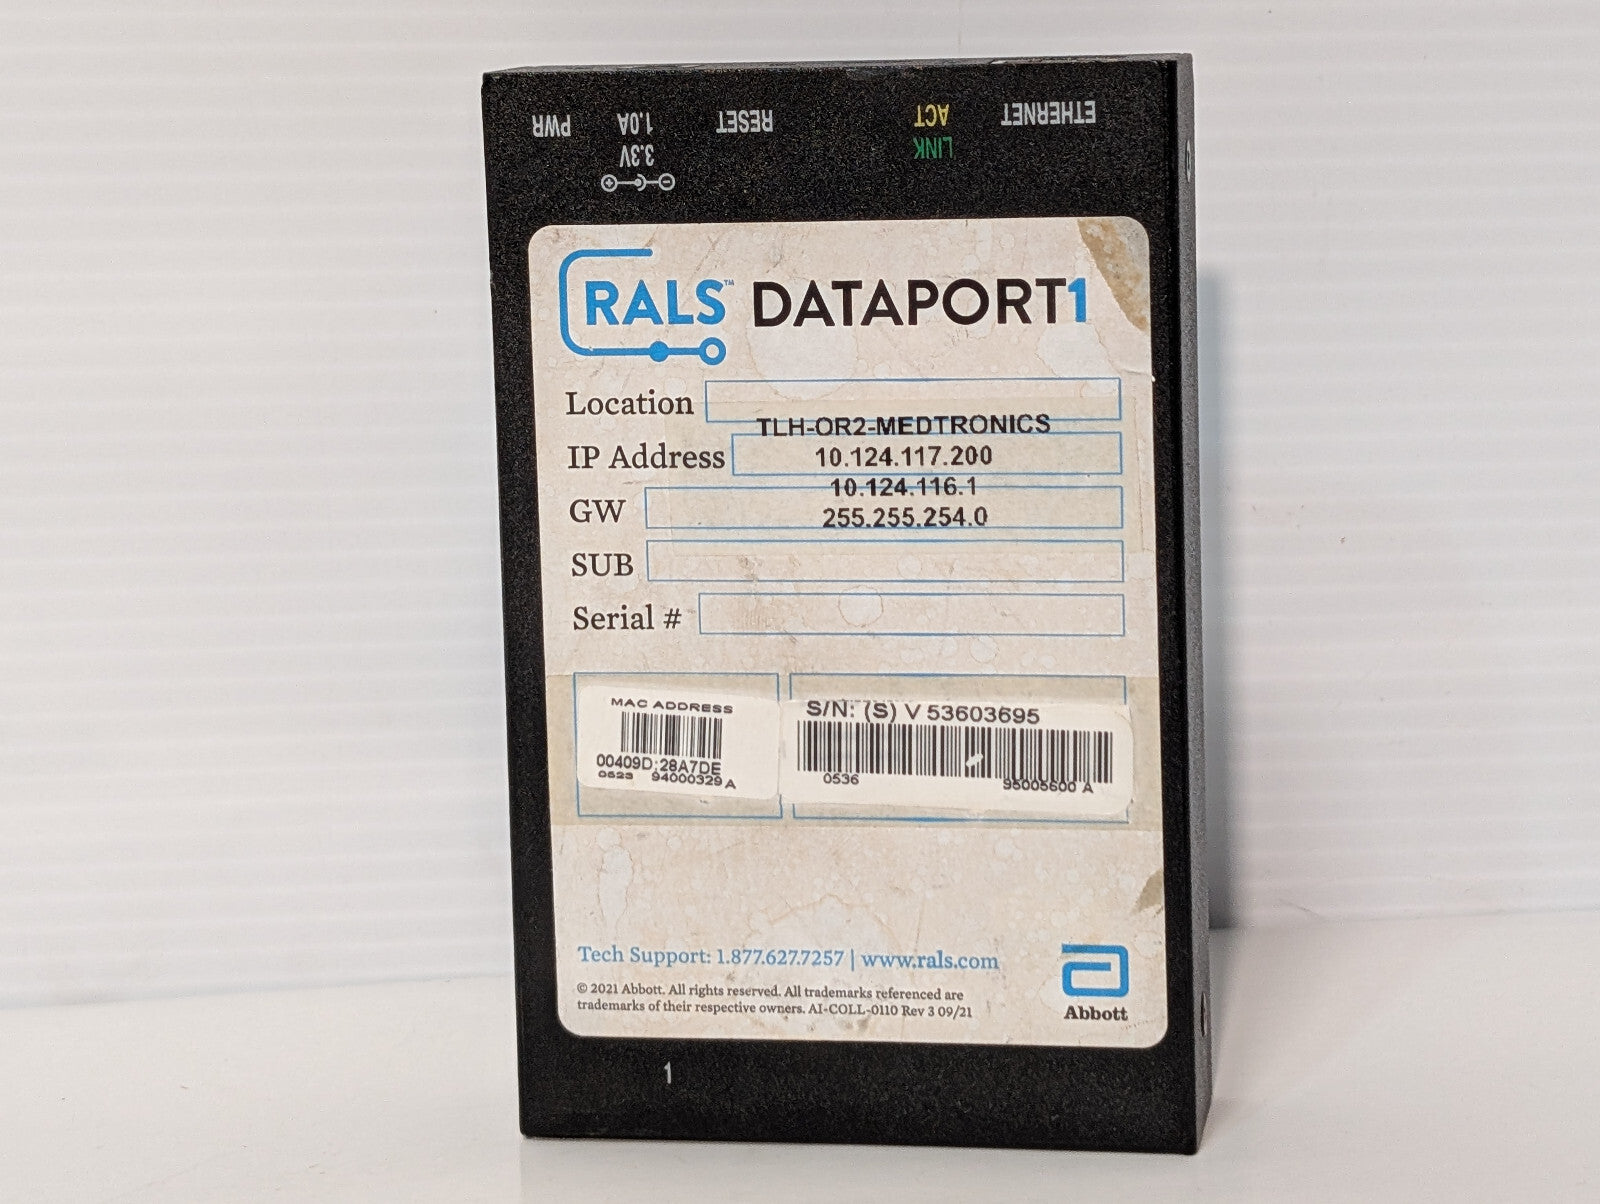 PWR
3.3V
1.0A
RESET
LINK
ACT
ETHERNET
RALS™ DATAPORT1
Location
TLH-OR2-MEDTRONICS
IP Address
10.124.117.200
10.124.116.1
GW
255.255.254.0
SUB
Serial #
MAC ADDRESS
00409D:28A7DE
0623 94000329 A
S/N: (S) V 53603695
0536 95005600 A
Tech Support: 1.877.627.7257 | www.rals.com
© 2021 Abbott. All rights reserved. All trademarks referenced are
trademarks of their respective owners. AI-COLL-0110 Rev 3 09/21
Abbott
1